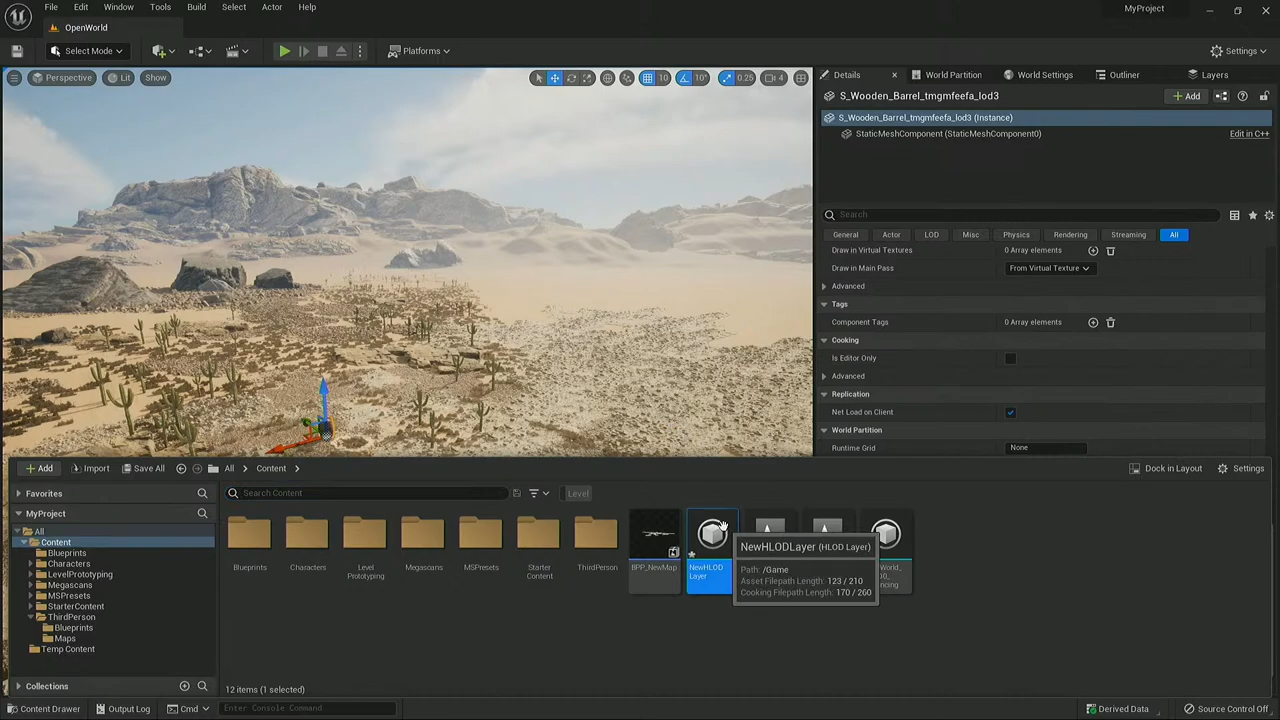 File Edit Window Tools Build Select Actor Help
MyProject
OpenWorld
Select Mode
Platforms
Settings
Perspective Lit Show
10 10° 0.25 4
Details World Partition World Settings Outliner Layers
S_Wooden_Barrel_tmgmfeefa_lod3
Add
S_Wooden_Barrel_tmgmfeefa_lod3 (Instance)
StaticMeshComponent (StaticMeshComponent0)
Edit in C++
Search
General Actor LOD Misc Physics Rendering Streaming All
Draw in Virtual Textures 0 Array elements
Draw in Main Pass From Virtual Texture
Advanced
Tags
Component Tags 0 Array elements
Cooking
Is Editor Only
Advanced
Replication
Net Load on Client
World Partition
Runtime Grid None
Add Import Save All All Content
Dock in Layout Settings
Favorites
Search Content
Level
MyProject
All
Content
Blueprints
Characters
LevelPrototyping
Megascans
MSPresets
StarterContent
ThirdPerson
Blueprints
Maps
Temp Content
Blueprints
Characters
Level
Prototyping
Megascans
MSPresets
Starter
Content
ThirdPerson
BPP_NewMap
NewHLOD
Layer
NewHLODLayer (HLOD Layer)
Path: /Game
Asset Filepath Length: 123 / 210
Cooking Filepath Length: 170 / 260
Collections
12 items (1 selected)
Content Drawer Output Log Cmd Enter Console Command
Derived Data Source Control Off